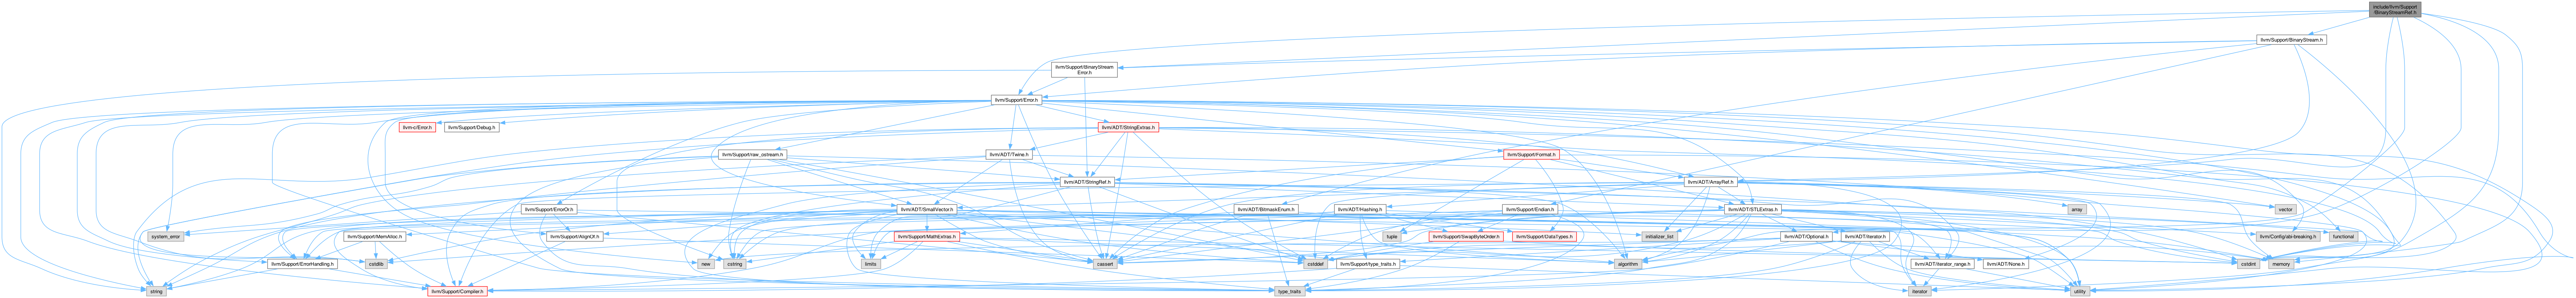 include/llvm/Support
/BinaryStreamRef.h
llvm/Support/BinaryStream.h
llvm/Support/BinaryStream
Error.h
llvm/Support/Error.h
llvm-c/Error.h
llvm/Support/Debug.h
llvm/ADT/StringExtras.h
llvm/Support/raw_ostream.h
llvm/ADT/Twine.h
llvm/Support/Format.h
llvm/ADT/StringRef.h
llvm/ADT/ArrayRef.h
llvm/Support/ErrorOr.h
llvm/ADT/SmallVector.h
llvm/ADT/BitmaskEnum.h
llvm/ADT/Hashing.h
llvm/Support/Endian.h
llvm/ADT/STLExtras.h
array
vector
system_error
llvm/Support/MemAlloc.h
llvm/Support/AlignOf.h
llvm/Support/MathExtras.h
tuple
llvm/Support/SwapByteOrder.h
llvm/Support/DataTypes.h
initializer_list
llvm/ADT/Optional.h
llvm/ADT/iterator.h
llvm/Config/abi-breaking.h
functional
llvm/Support/ErrorHandling.h
cstdlib
new
cstring
limits
cassert
cstddef
llvm/Support/type_traits.h
algorithm
llvm/ADT/iterator_range.h
llvm/ADT/None.h
cstdint
memory
string
llvm/Support/Compiler.h
type_traits
iterator
utility